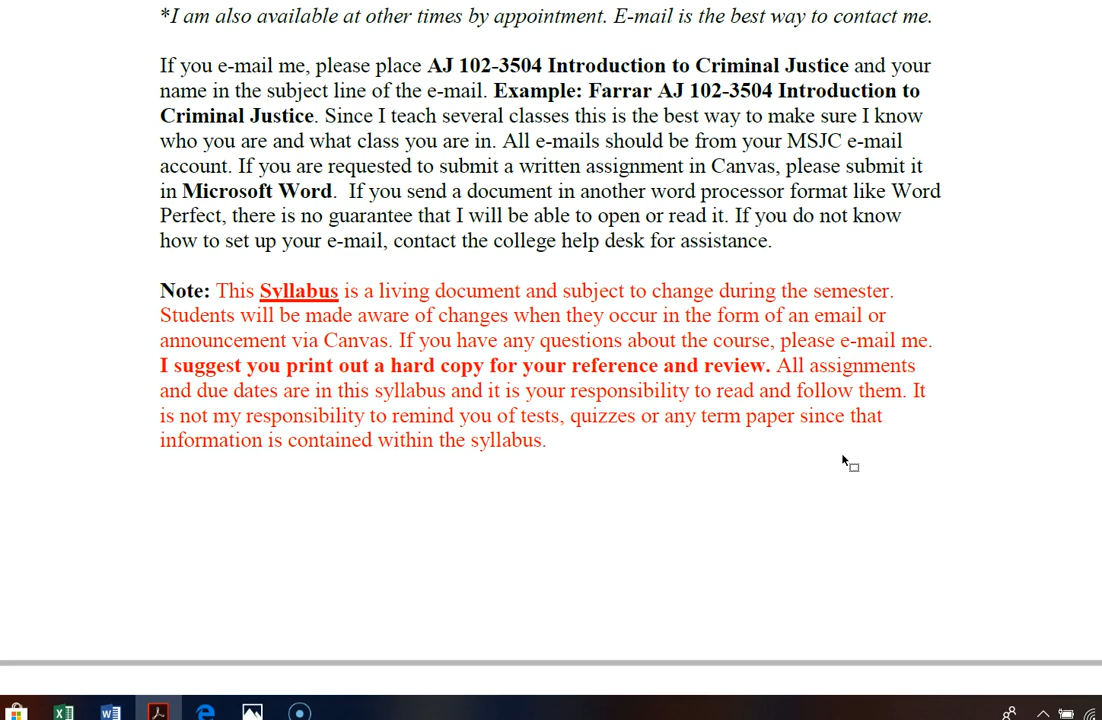 *I am also available at other times by appointment. E-mail is the best way to contact me.
If you e-mail me, please place AJ 102-3504 Introduction to Criminal Justice and your
name in the subject line of the e-mail. Example: Farrar AJ 102-3504 Introduction to
Criminal Justice. Since I teach several classes this is the best way to make sure I know
who you are and what class you are in. All e-mails should be from your MSJC e-mail
account. If you are requested to submit a written assignment in Canvas, please submit it
in Microsoft Word.  If you send a document in another word processor format like Word
Perfect, there is no guarantee that I will be able to open or read it. If you do not know
how to set up your e-mail, contact the college help desk for assistance.
Note: This Syllabus is a living document and subject to change during the semester.
Students will be made aware of changes when they occur in the form of an email or
announcement via Canvas. If you have any questions about the course, please e-mail me.
I suggest you print out a hard copy for your reference and review. All assignments
and due dates are in this syllabus and it is your responsibility to read and follow them. It
is not my responsibility to remind you of tests, quizzes or any term paper since that
information is contained within the syllabus.